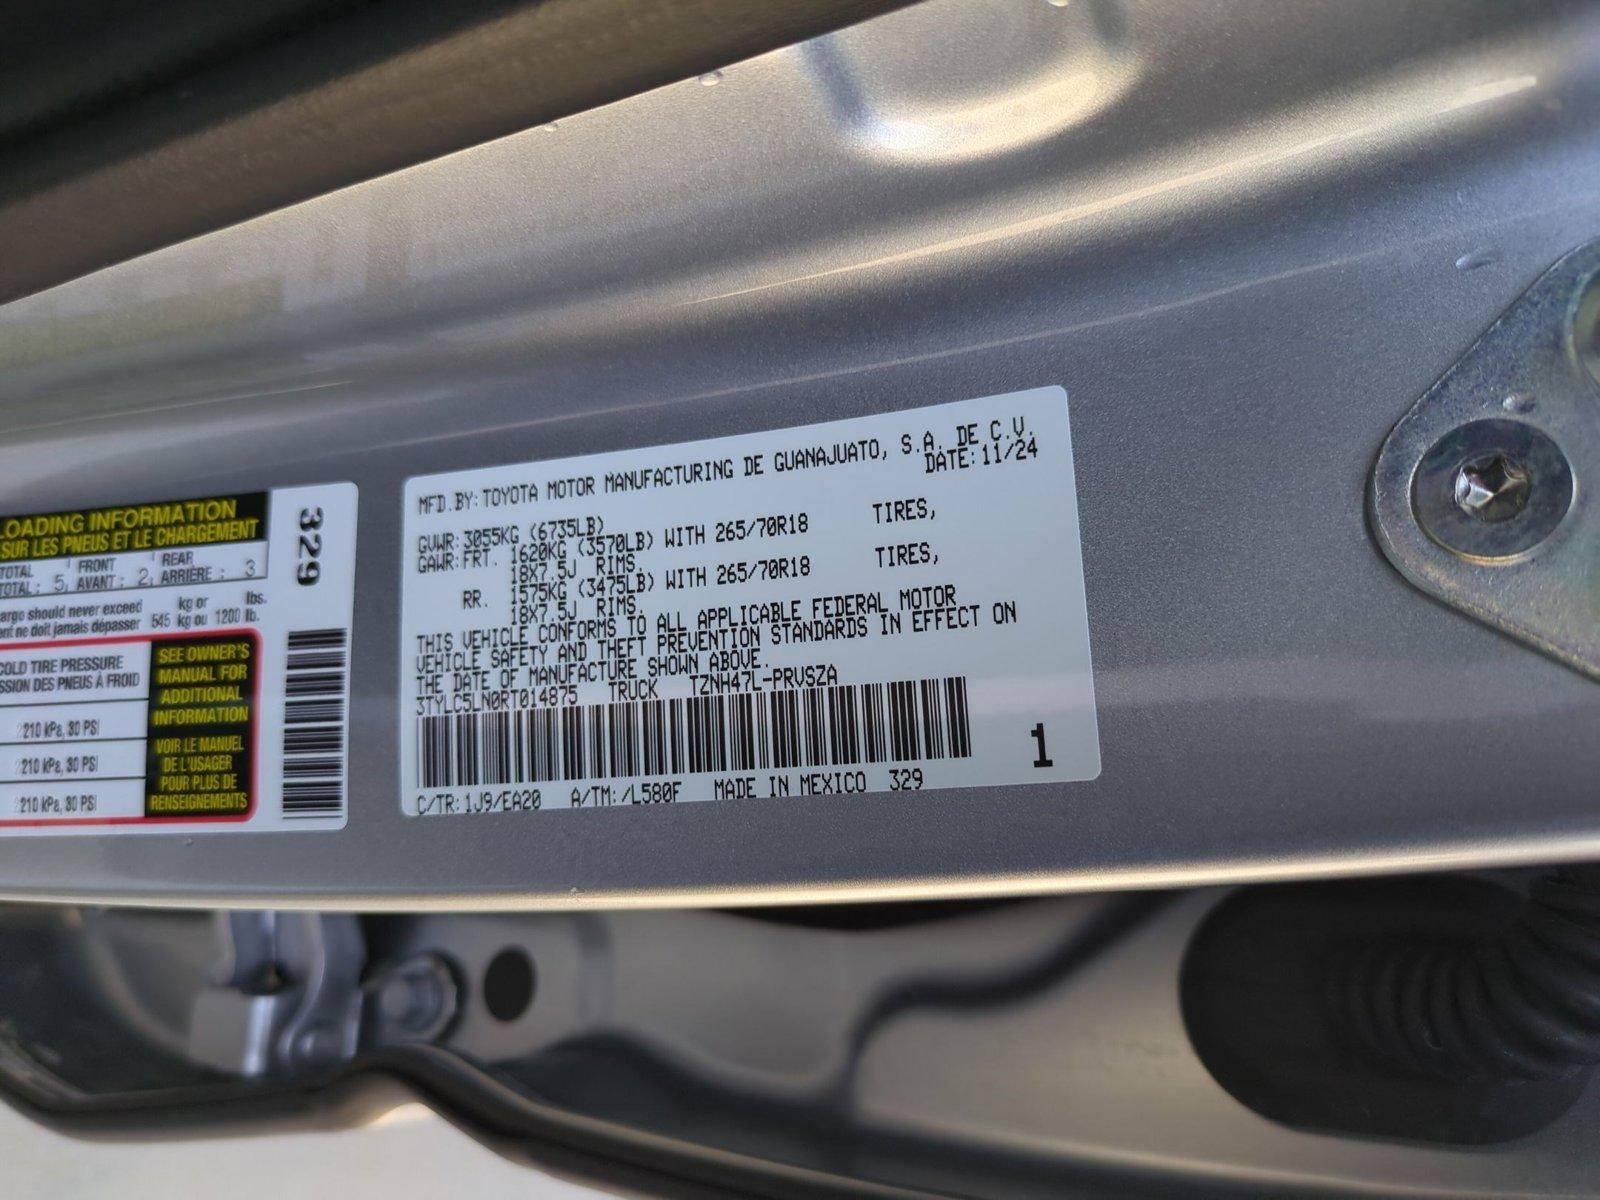 LOADING INFORMATION
SUR LES PNEUS ET LE CHARGEMENT
TOTAL FRONT REAR
TOTAL : 5 AVANT : 2 ARRIÈRE : 3
should never exceed kg or lbs.
ne doit jamais dépasser 545 kg ou 1200 lb.
COLD TIRE PRESSURE
DES PNEUS À FROID
210 kPa, 30 PSI
210 kPa, 30 PSI
210 kPa, 30 PSI
SEE OWNER'S
MANUAL FOR
ADDITIONAL
INFORMATION
VOIR LE MANUEL
DE L'USAGER
POUR PLUS DE
RENSEIGNEMENTS
329
MFD.BY: TOYOTA MOTOR MANUFACTURING DE GUANAJUATO, S.A. DE C.V.
DATE: 11/24
GVWR: 3055KG (6735LB)
GAWR: FRT. 1620KG (3570LB) WITH 265/70R18 TIRES,
18X7.5J RIMS.
RR. 1575KG (3475LB) WITH 265/70R18 TIRES,
18X7.5J RIMS.
THIS VEHICLE CONFORMS TO ALL APPLICABLE FEDERAL MOTOR
VEHICLE SAFETY AND THEFT PREVENTION STANDARDS IN EFFECT ON
THE DATE OF MANUFACTURE SHOWN ABOVE.
3TYLC5LN0RT014875 TRUCK TZNH47L-PRVSZA
C/TR: 1J9/EA20 A/TM: /L580F MADE IN MEXICO 329
1